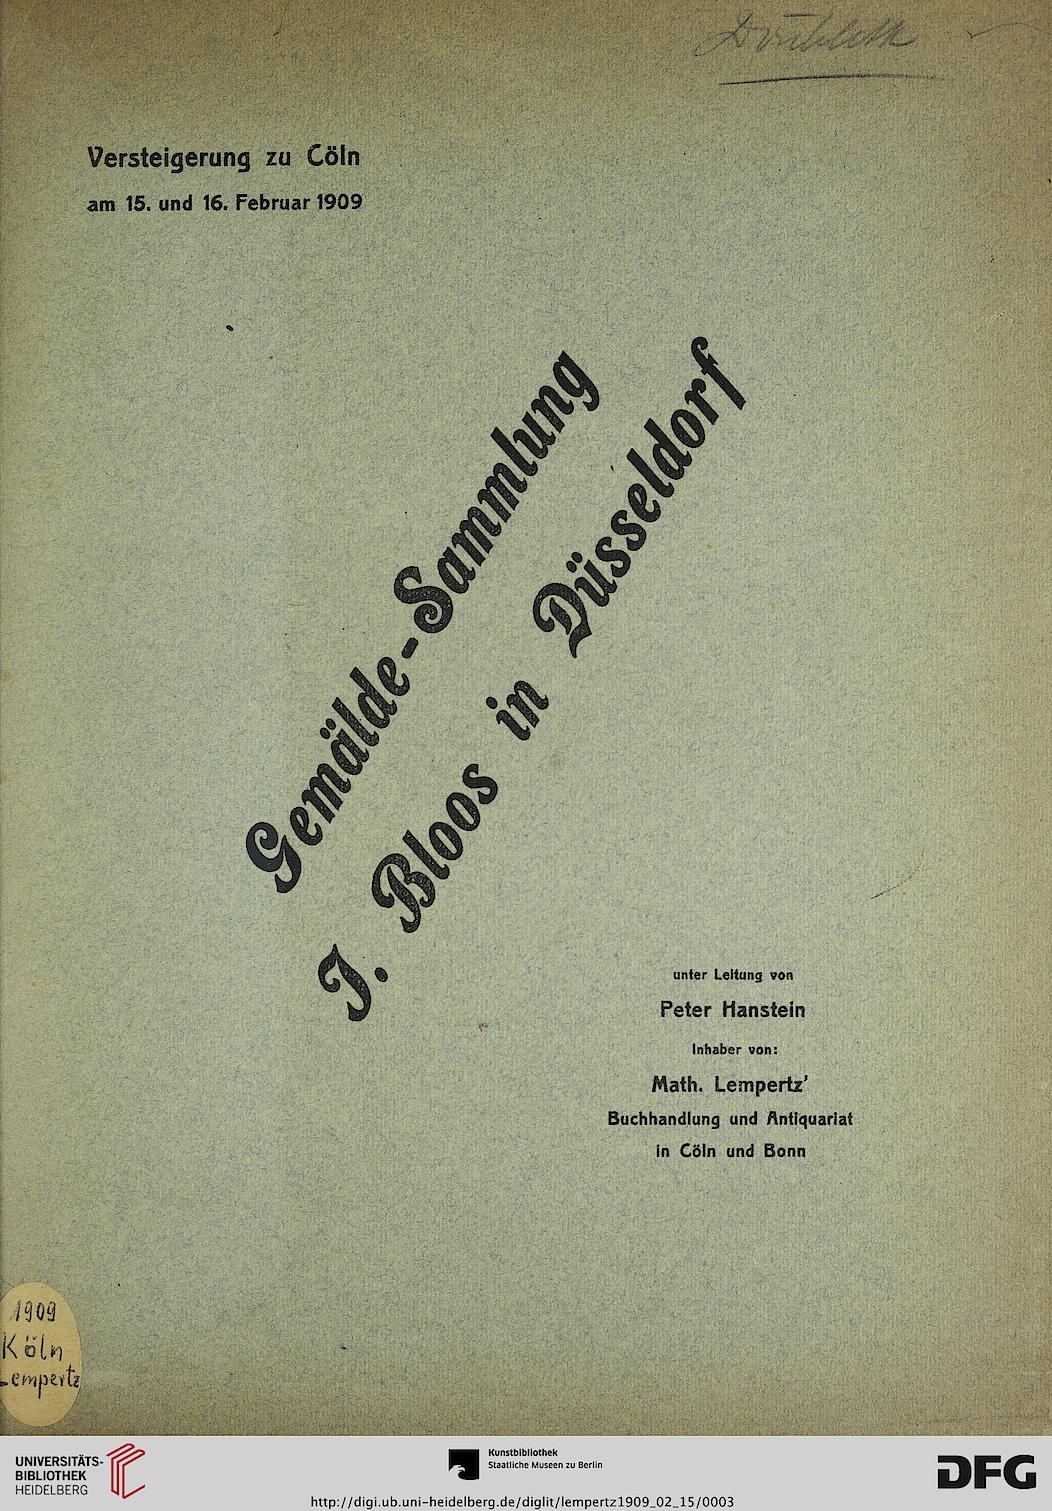 Versteigerung zu Cöln
am 15. und 16. Februar 1909
Gemälde-Sammlung
J. Bloos in Düsseldorf
unter Leitung von
Peter Hanstein
Inhaber von:
Math. Lempertz'
Buchhandlung und Antiquariat
in Cöln und Bonn
1909
Köln
Lempertz
UNIVERSITÄTS-
BIBLIOTHEK
HEIDELBERG
Kunstbibliothek
Staatliche Museen zu Berlin
DFG
http://digi.ub.uni-heidelberg.de/diglit/lempertz1909_02_15/0003